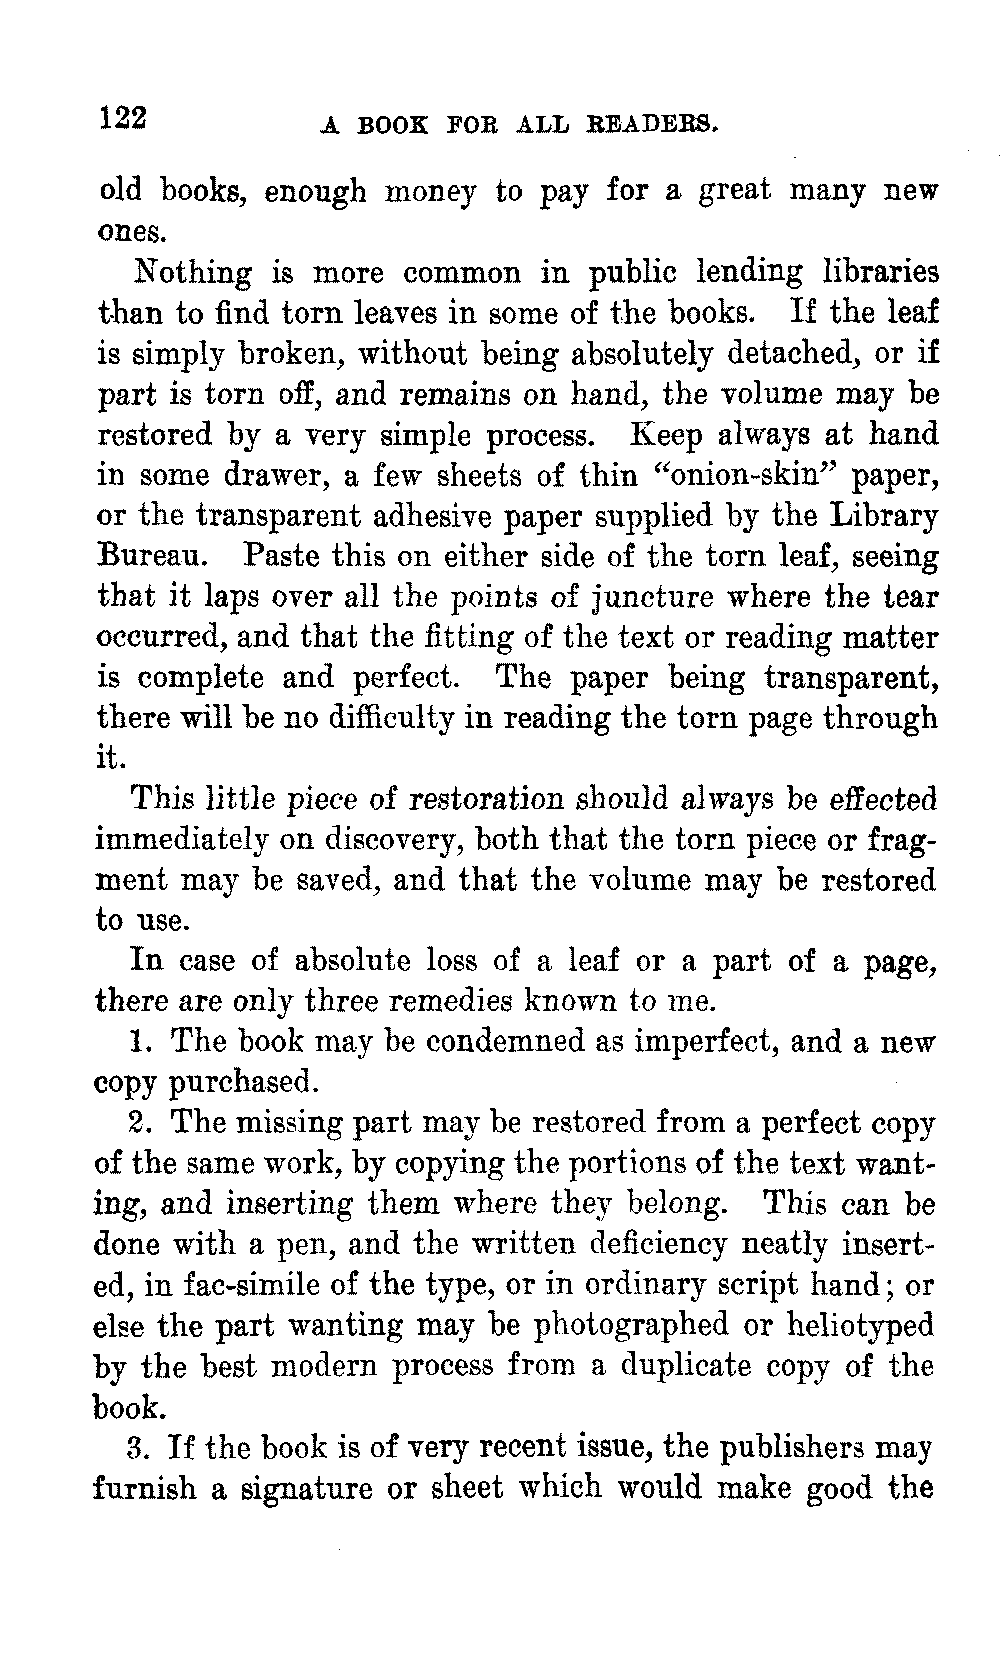 122
A BOOK FOR ALL READERS.
old books, enough money to pay for a great many new
ones.
Nothing is more common in public lending libraries
than to find torn leaves in some of the books. If the leaf
is simply broken, without being absolutely detached, or if
part is torn off, and remains on hand, the volume may be
restored by a very simple process. Keep always at hand
in some drawer, a few sheets of thin “onion-skin” paper,
or the transparent adhesive paper supplied by the Library
Bureau. Paste this on either side of the torn leaf, seeing
that it laps over all the points of juncture where the tear
occurred, and that the fitting of the text or reading matter
is complete and perfect. The paper being transparent,
there will be no difficulty in reading the torn page through
it.
This little piece of restoration should always be effected
immediately on discovery, both that the torn piece or frag-
ment may be saved, and that the volume may be restored
to use.
In case of absolute loss of a leaf or a part of a page,
there are only three remedies known to me.
1. The book may be condemned as imperfect, and a new
copy purchased.
2. The missing part may be restored from a perfect copy
of the same work, by copying the portions of the text want-
ing, and inserting them where they belong. This can be
done with a pen, and the written deficiency neatly insert-
ed, in fac-simile of the type, or in ordinary script hand; or
else the part wanting may be photographed or heliotyped
by the best modern process from a duplicate copy of the
book.
3. If the book is of very recent issue, the publishers may
furnish a signature or sheet which would make good the